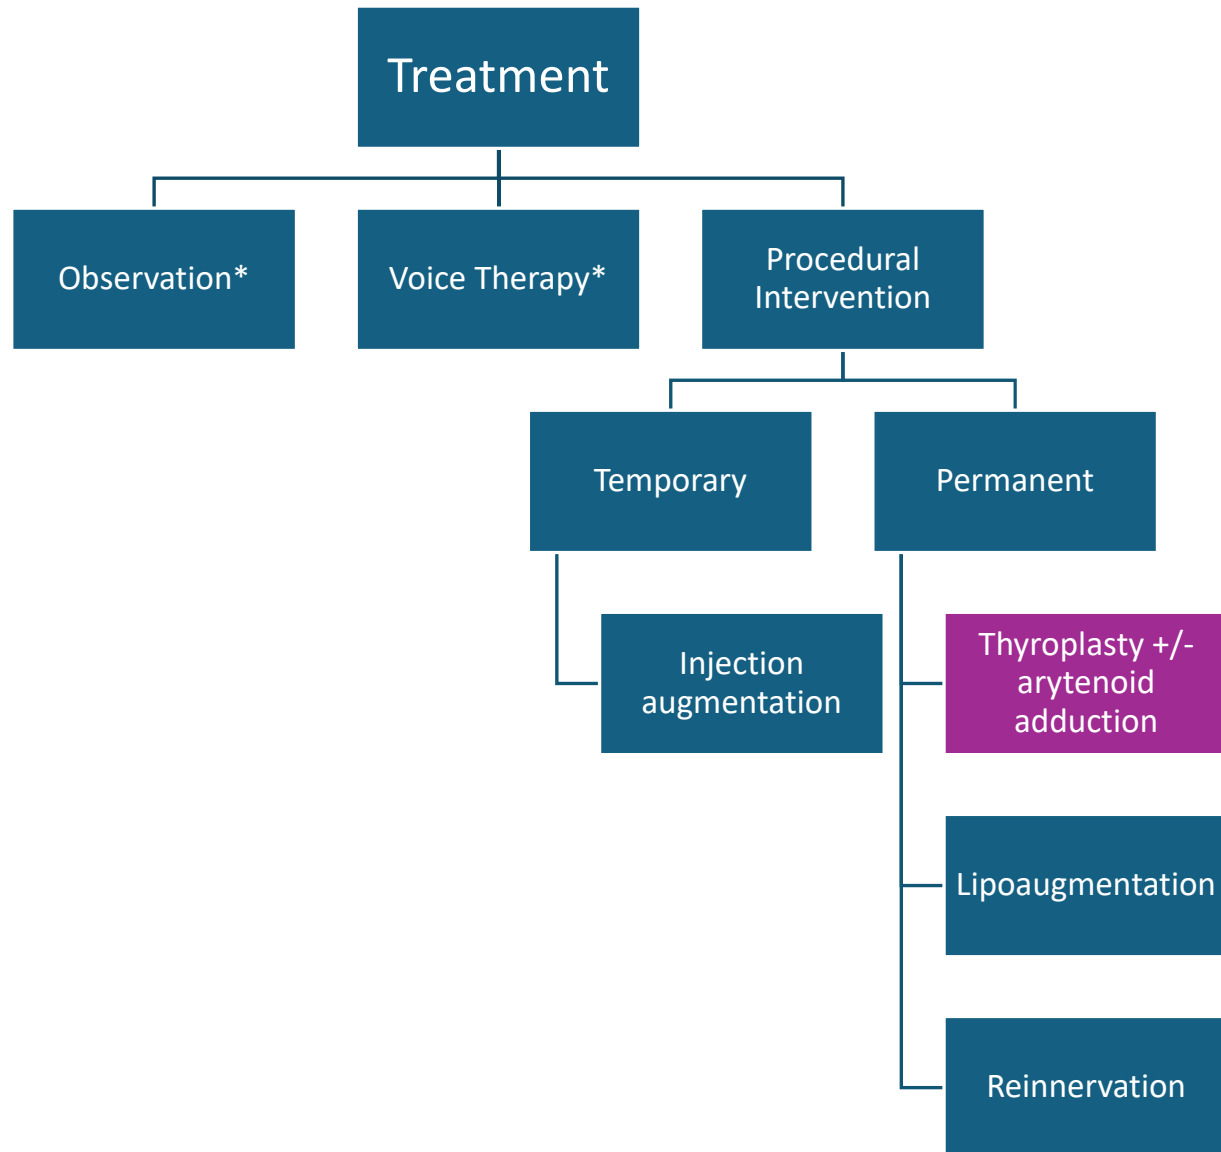 Treatment
Observation*
Voice Therapy*
Procedural
Intervention
Temporary
Permanent
Injection
augmentation
Thyroplasty +/-
arytenoid
adduction
Lipoaugmentation
Reinnervation